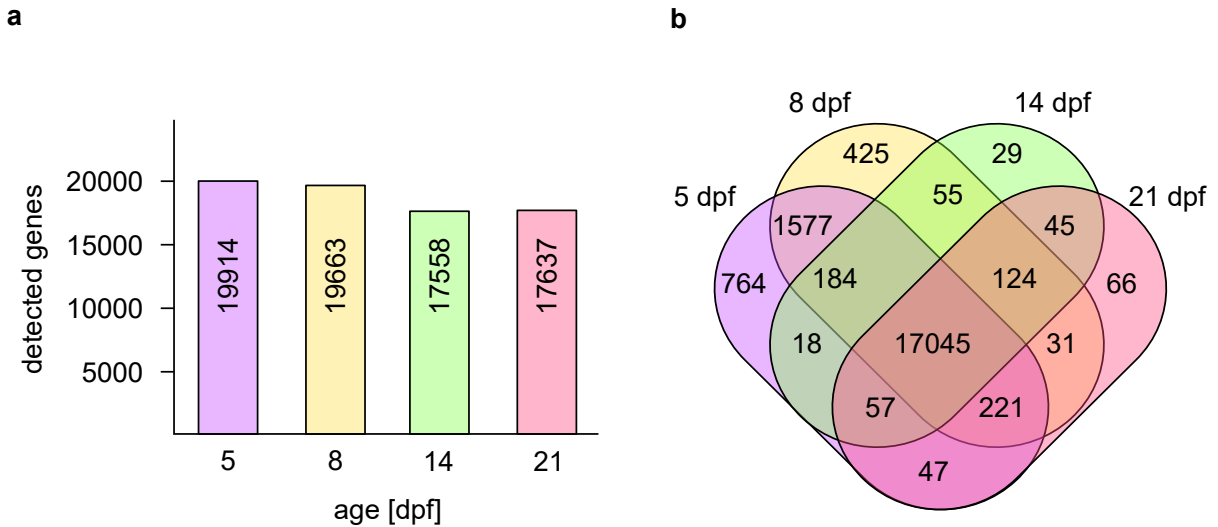 a
detected genes
20000
15000
10000
5000
19914
19663
17558
17637
5 8 14 21
age [dpf]
b
8 dpf 14 dpf
5 dpf 21 dpf
425 29
55
1577 45
764 184 124 66
18 17045 31
57 221
47